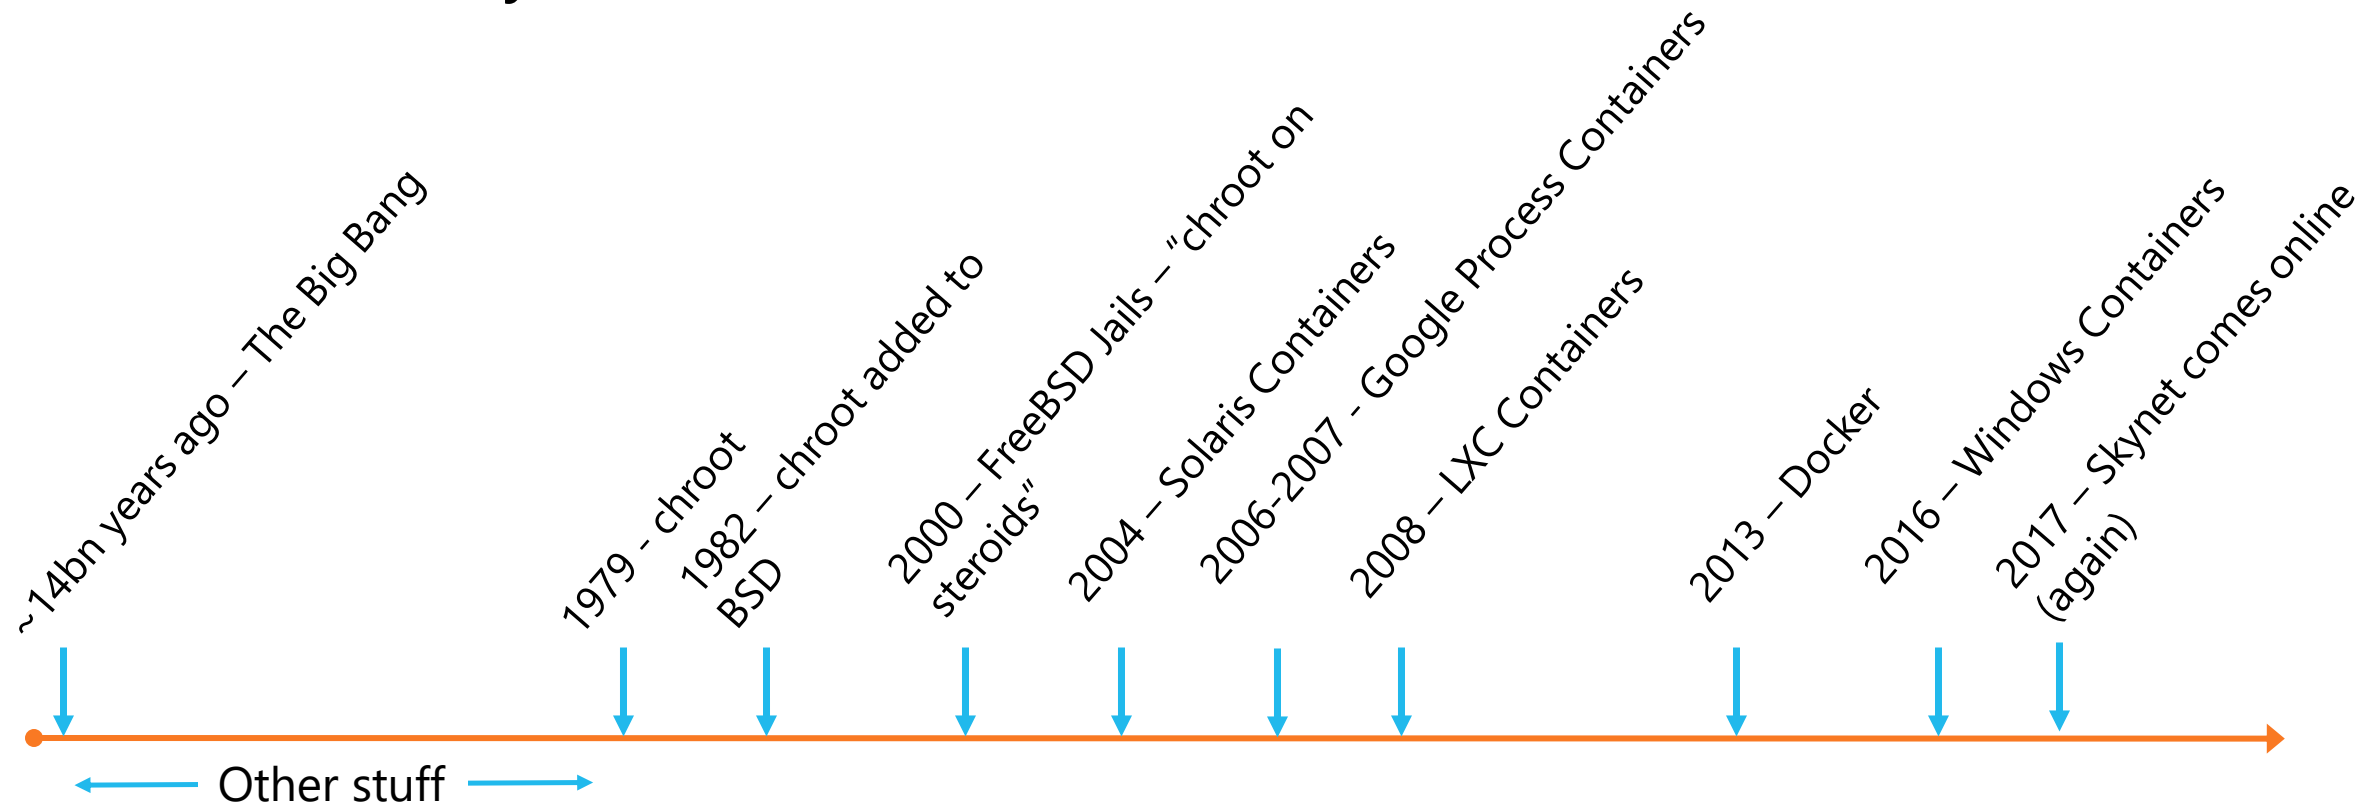 ~14bn years ago – The Big Bang
1979 - chroot
1982 – chroot added to
BSD
2000 – FreeBSD Jails – “chroot on
steroids”
2004 – Solaris Containers
2006-2007 - Google Process Containers
2008 – LXC Containers
2013 – Docker
2016 – Windows Containers
2017 – Skynet comes online
(again)
Other stuff